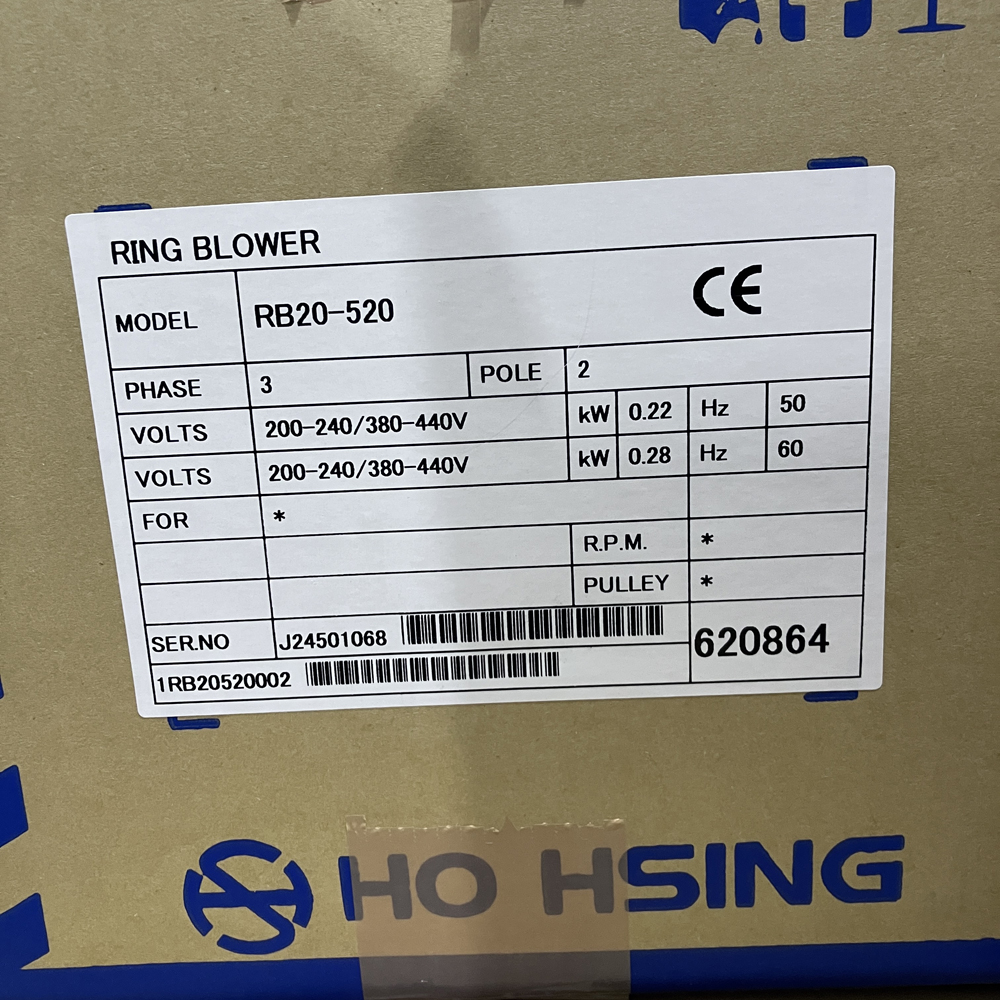 RING BLOWER
MODEL RB20-520 CE
PHASE 3 POLE 2
VOLTS 200-240/380-440V kW 0.22 Hz 50
VOLTS 200-240/380-440V kW 0.28 Hz 60
FOR *
R.P.M. *
PULLEY *
SER.NO J24501068
620864
1RB20520002
HO HSING